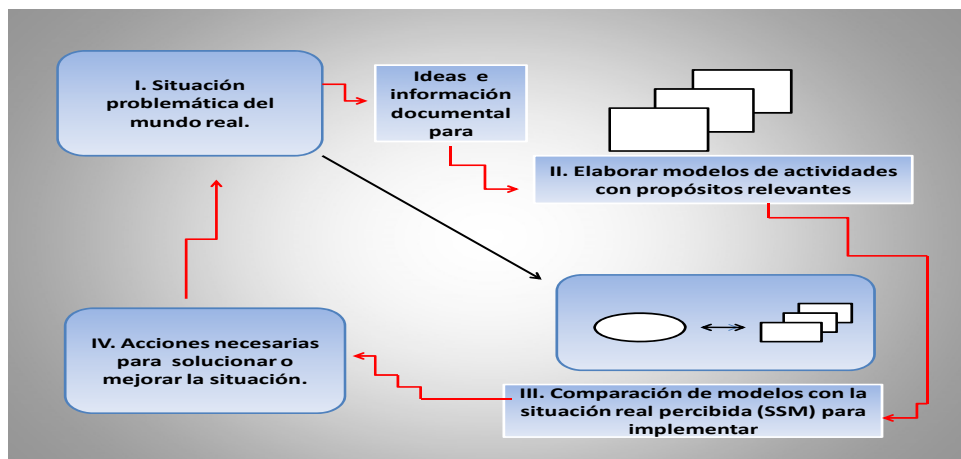 I. Situación
problemática del
mundo real.
Ideas e
información
documental
para
II. Elaborar modelos de actividades
con propósitos relevantes
III. Comparación de modelos con la
situación real percibida (SSM) para
implementar
IV. Acciones necesarias
para solucionar o
mejorar la situación.